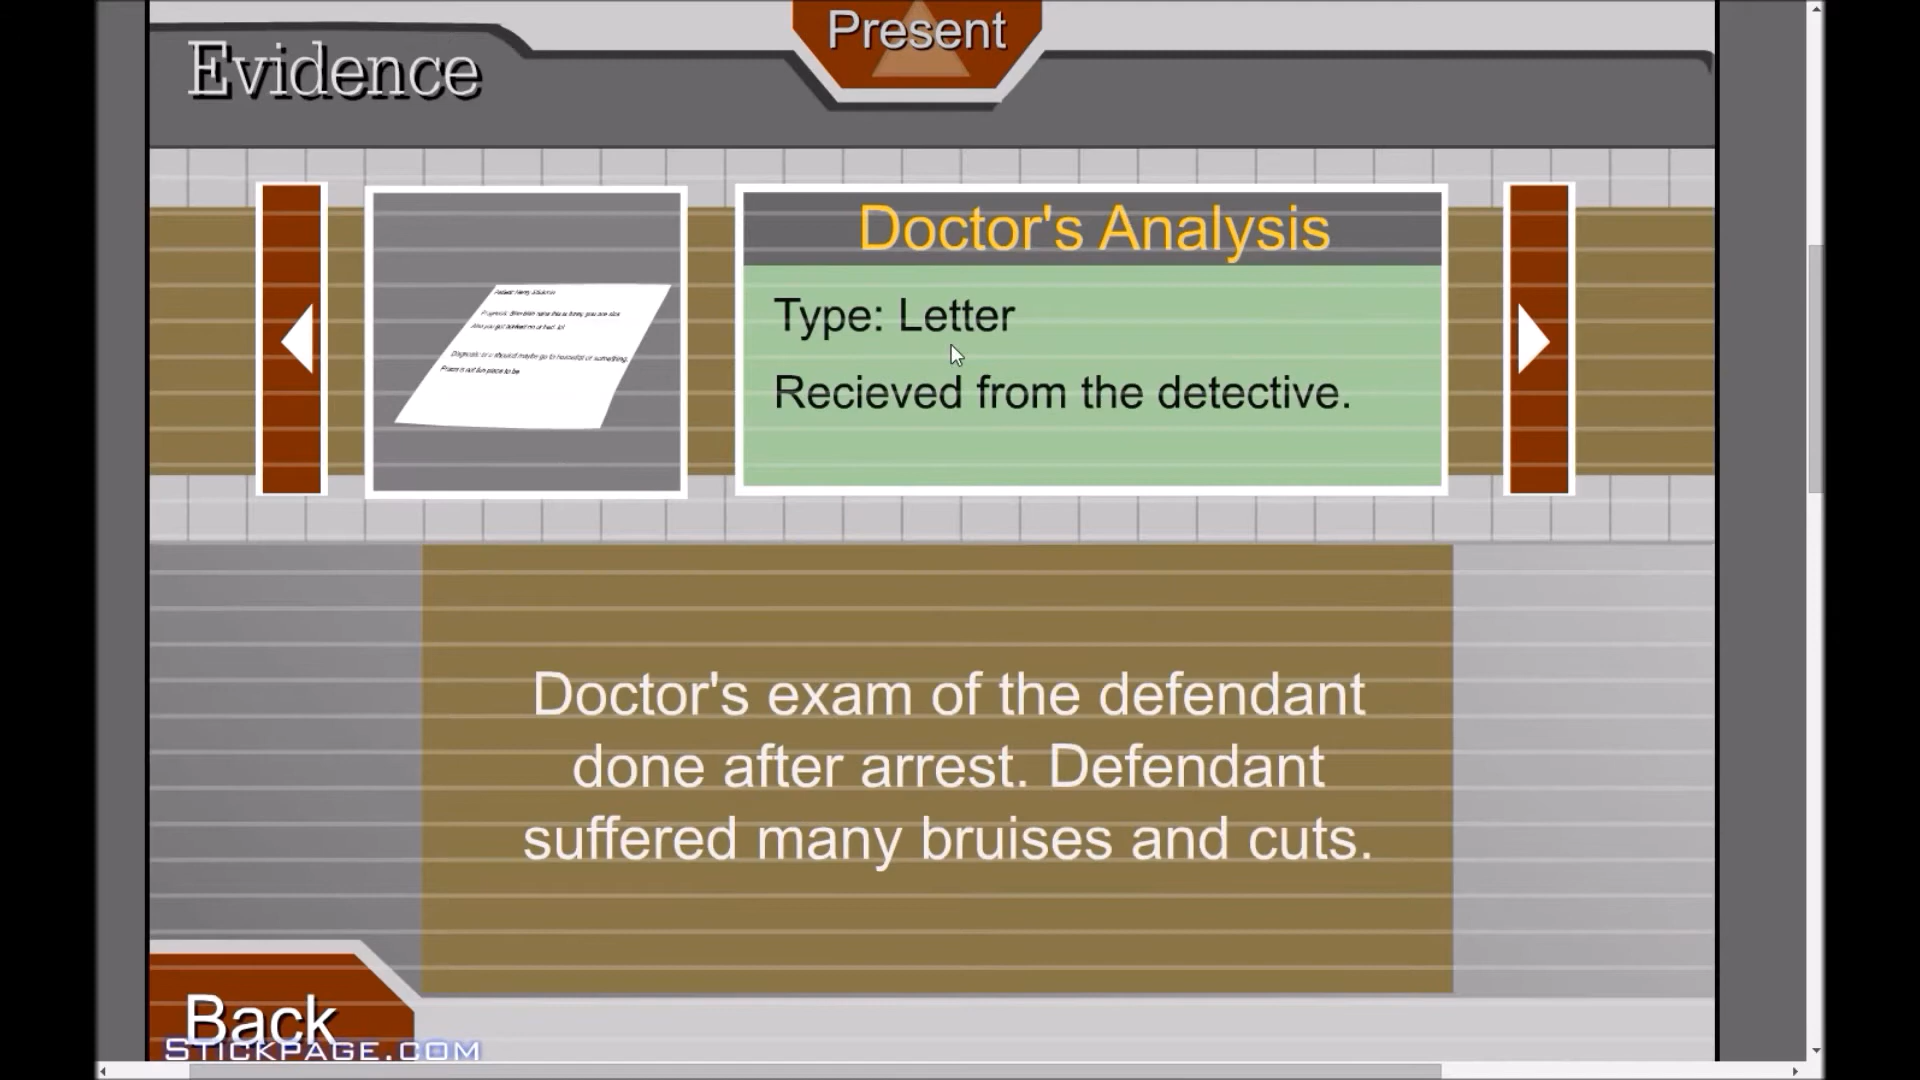 Present
Evidence
Doctor's Analysis
Type: Letter
Recieved from the detective.
Doctor's exam of the defendant
done after arrest. Defendant
suffered many bruises and cuts.
Back
STICKPAGE.COM